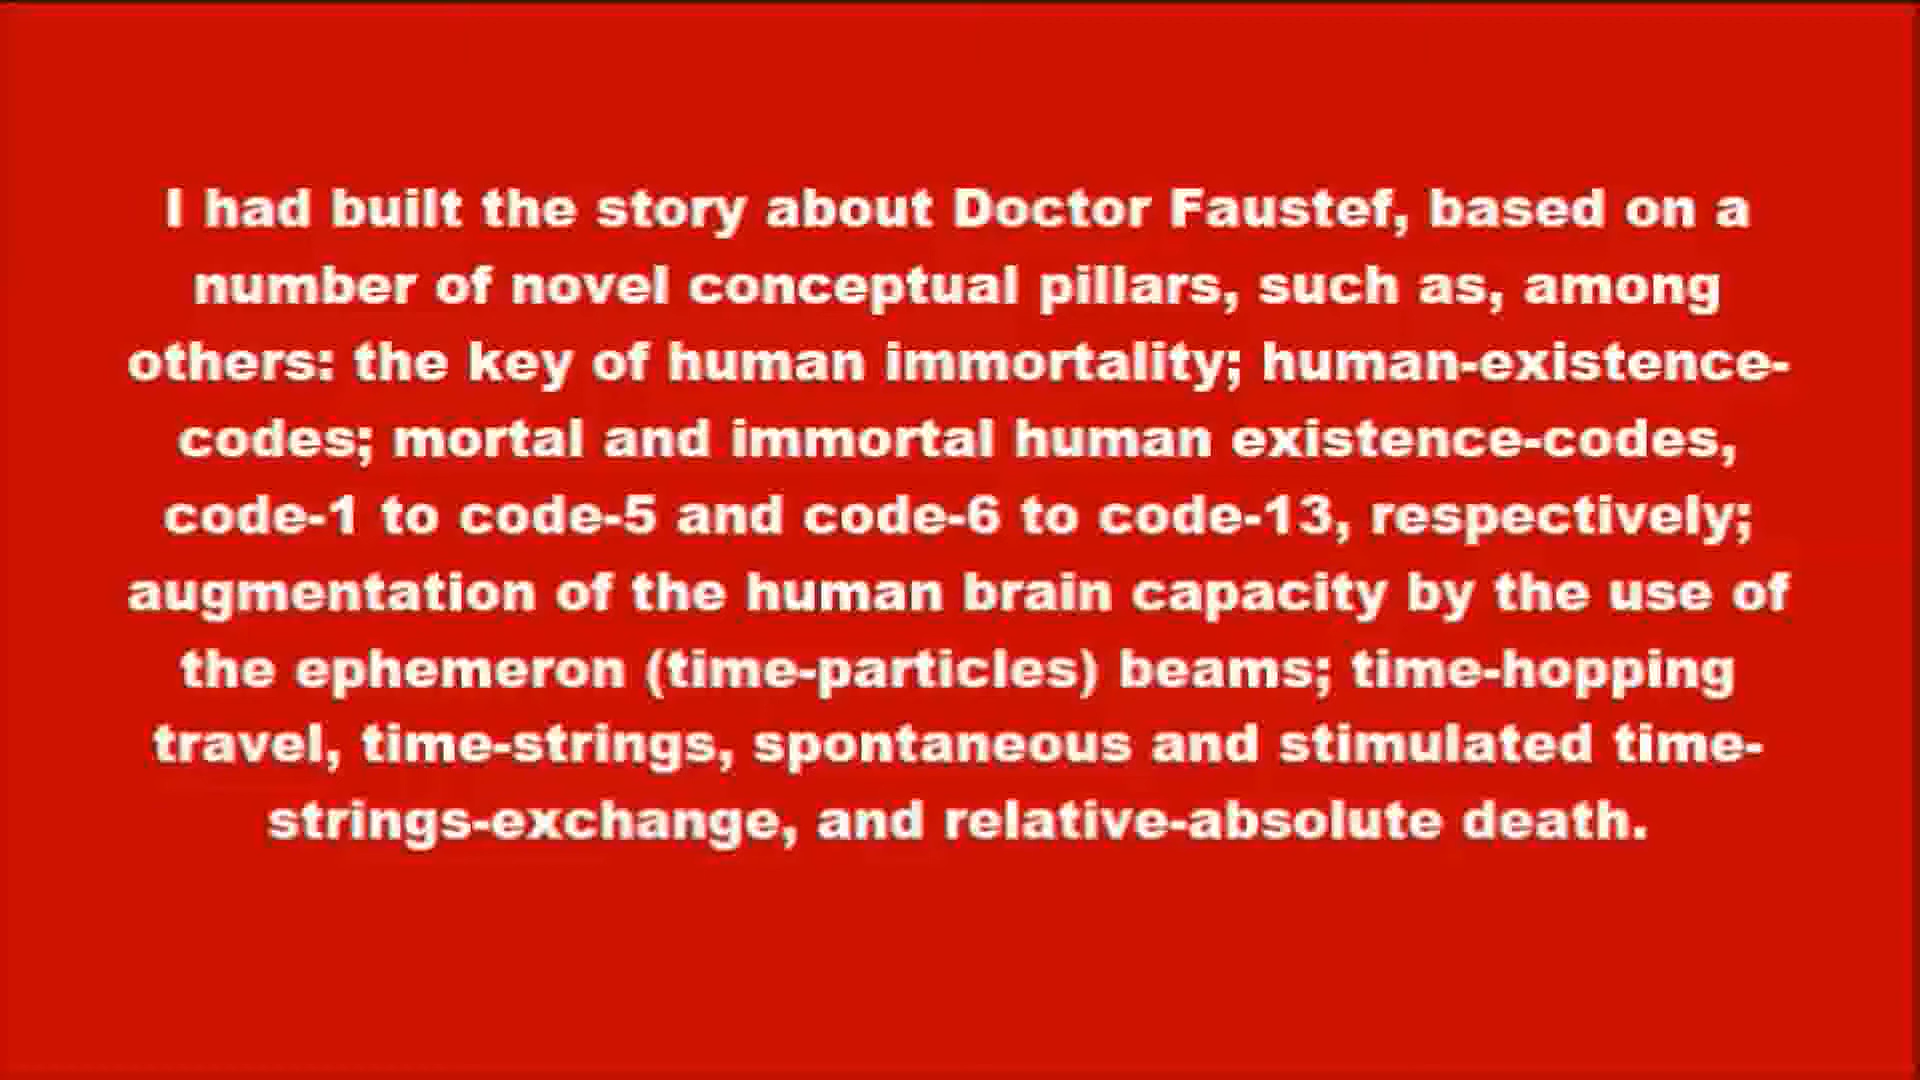 I had built the story about Doctor Faustef, based on a
number of novel conceptual pillars, such as, among
others: the key of human immortality; human-existence-
codes; mortal and immortal human existence-codes,
code-1 to code-5 and code-6 to code-13, respectively;
augmentation of the human brain capacity by the use of
the ephemeron (time-particles) beams; time-hopping
travel, time-strings, spontaneous and stimulated time-
strings-exchange, and relative-absolute death.